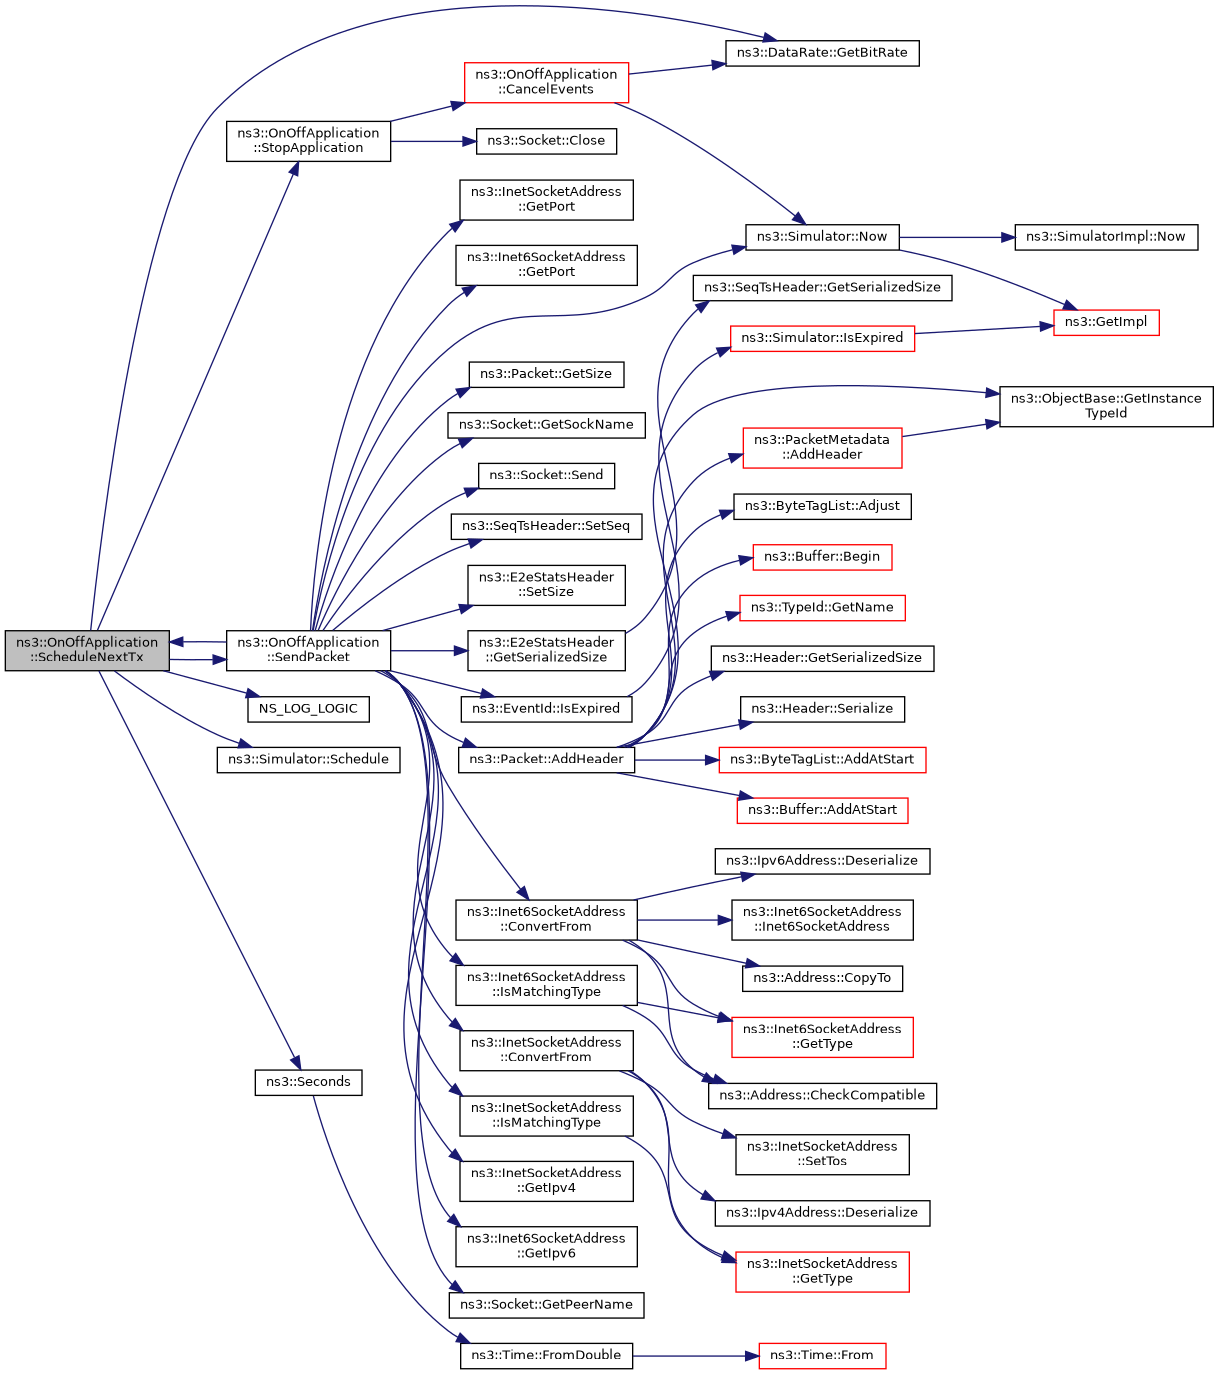 ns3::OnOffApplication
::ScheduleNextTx
ns3::DataRate::GetBitRate
ns3::OnOffApplication
::StopApplication
ns3::OnOffApplication
::CancelEvents
ns3::Socket::Close
ns3::OnOffApplication
::SendPacket
NS_LOG_LOGIC
ns3::Simulator::Schedule
ns3::Seconds
ns3::InetSocketAddress
::GetPort
ns3::Inet6SocketAddress
::GetPort
ns3::Packet::GetSize
ns3::Socket::GetSockName
ns3::Socket::Send
ns3::SeqTsHeader::SetSeq
ns3::E2eStatsHeader
::SetSize
ns3::E2eStatsHeader
::GetSerializedSize
ns3::EventId::IsExpired
ns3::Packet::AddHeader
ns3::Inet6SocketAddress
::ConvertFrom
ns3::Inet6SocketAddress
::IsMatchingType
ns3::InetSocketAddress
::ConvertFrom
ns3::InetSocketAddress
::IsMatchingType
ns3::InetSocketAddress
::GetIpv4
ns3::Inet6SocketAddress
::GetIpv6
ns3::Socket::GetPeerName
ns3::Time::FromDouble
ns3::Simulator::Now
ns3::SeqTsHeader::GetSerializedSize
ns3::Simulator::IsExpired
ns3::PacketMetadata
::AddHeader
ns3::ByteTagList::Adjust
ns3::Buffer::Begin
ns3::TypeId::GetName
ns3::Header::GetSerializedSize
ns3::Header::Serialize
ns3::ByteTagList::AddAtStart
ns3::Buffer::AddAtStart
ns3::Ipv6Address::Deserialize
ns3::Inet6SocketAddress
::Inet6SocketAddress
ns3::Address::CopyTo
ns3::Inet6SocketAddress
::GetType
ns3::Address::CheckCompatible
ns3::InetSocketAddress
::SetTos
ns3::Ipv4Address::Deserialize
ns3::InetSocketAddress
::GetType
ns3::Time::From
ns3::SimulatorImpl::Now
ns3::GetImpl
ns3::ObjectBase::GetInstance
TypeId